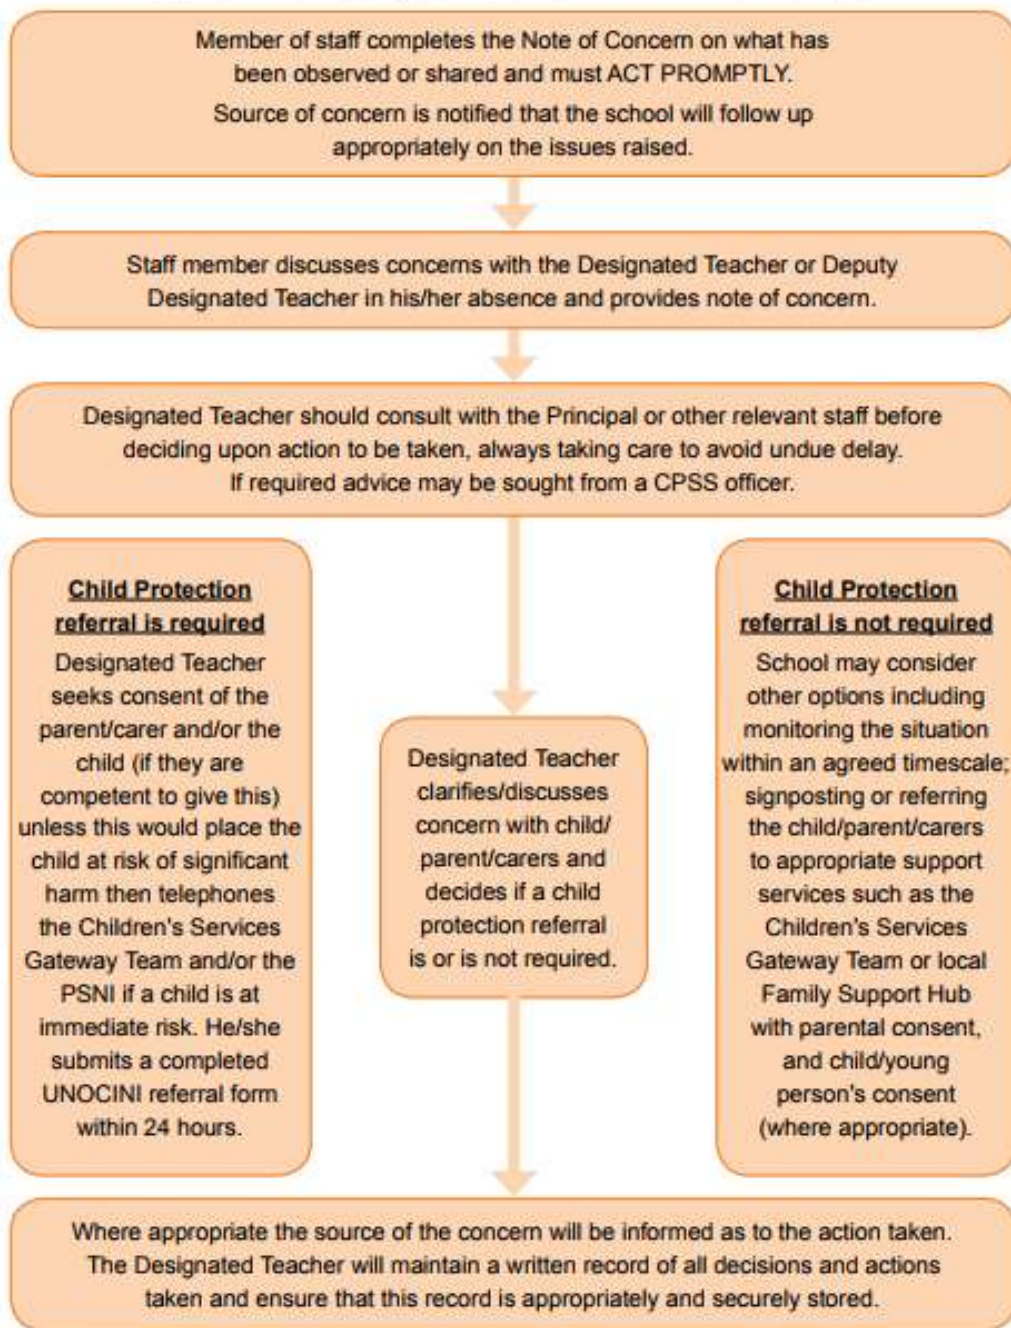 Member of staff completes the Note of Concern on what has
been observed or shared and must ACT PROMPTLY.
Source of concern is notified that the school will follow up
appropriately on the issues raised.
Staff member discusses concerns with the Designated Teacher or Deputy
Designated Teacher in his/her absence and provides note of concern.
Designated Teacher should consult with the Principal or other relevant staff before
deciding upon action to be taken, always taking care to avoid undue delay.
If required advice may be sought from a CPSS officer.
Child Protection
referral is required
Designated Teacher
seeks consent of the
parent/carer and/or the
child (if they are
competent to give this)
unless this would place the
child at risk of significant
harm then telephones
the Children's Services
Gateway Team and/or the
PSNI if a child is at
immediate risk. He/she
submits a completed
UNOCINI referral form
within 24 hours.
Designated Teacher
clarifies/discusses
concern with child/
parent/carers and
decides if a child
protection referral
is or is not required.
Child Protection
referral is not required
School may consider
other options including
monitoring the situation
within an agreed timescale;
signposting or referring
the child/parent/carers
to appropriate support
services such as the
Children's Services
Gateway Team or local
Family Support Hub
with parental consent,
and child/young
person's consent
(where appropriate).
Where appropriate the source of the concern will be informed as to the action taken.
The Designated Teacher will maintain a written record of all decisions and actions
taken and ensure that this record is appropriately and securely stored.